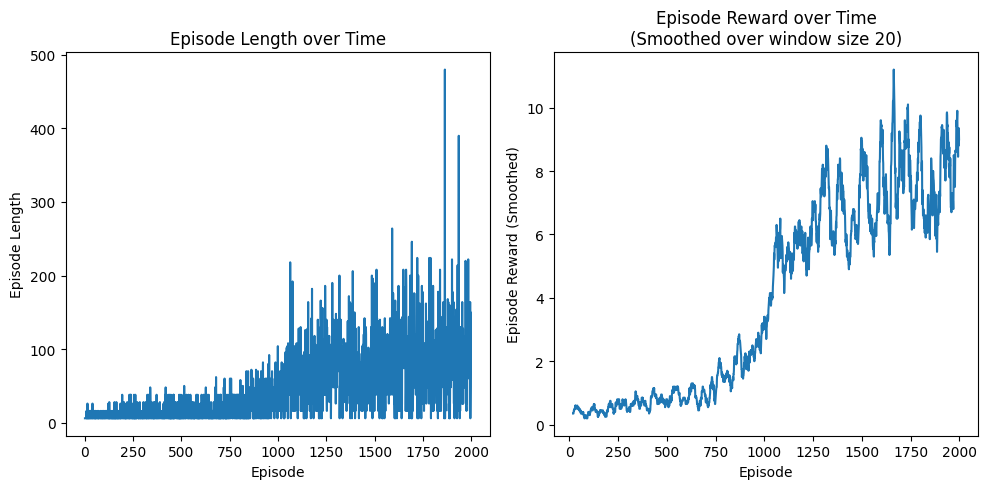 Episode Length over Time
Episode Length
500
400
300
200
100
0
0 250 500 750 1000 1250 1500 1750 2000
Episode
Episode Reward over Time
(Smoothed over window size 20)
Episode Reward (Smoothed)
10
8
6
4
2
0
0 250 500 750 1000 1250 1500 1750 2000
Episode